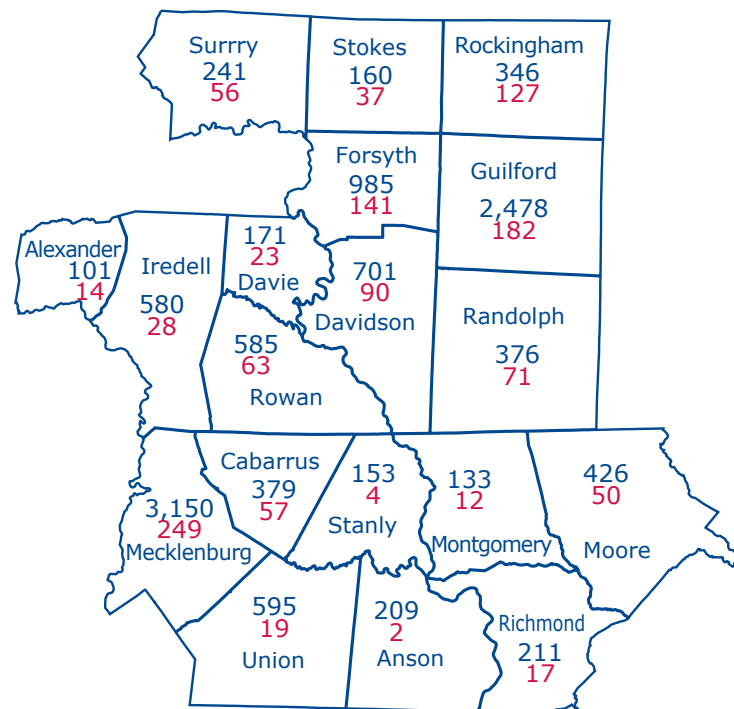 Surrry
241
56
Stokes
160
37
Rockingham
346
127
Forsyth
985
141
Guilford
2,478
182
Alexander
101
14
Iredell
580
28
171
23
Davie
701
90
Davidson
Randolph
376
71
585
63
Rowan
Cabarrus
379
57
153
4
Stanly
133
12
Montgomery
426
50
Moore
3,150
249
Mecklenburg
595
19
Union
209
2
Anson
Richmond
211
17